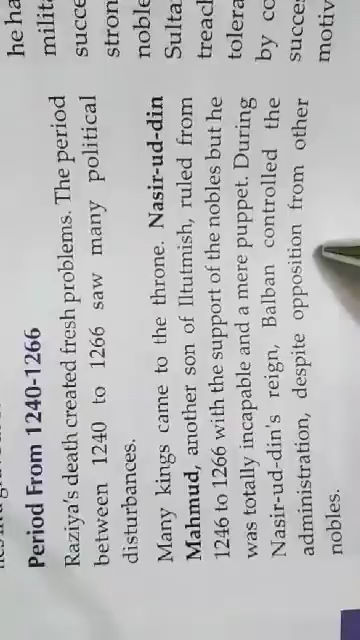 Period From 1240-1266
Raziya's death created fresh problems. The period
between 1240 to 1266 saw many political
disturbances.
Many kings came to the throne. Nasir-ud-din
Mahmud, another son of Iltutmish, ruled from
1246 to 1266 with the support of the nobles but he
was totally incapable and a mere puppet. During
Nasir-ud-din's reign, Balban controlled the
administration, despite opposition from other
nobles.
he ha
milita
succe
stron
noble
Sulta
treach
tolera
by co
succes
motiv